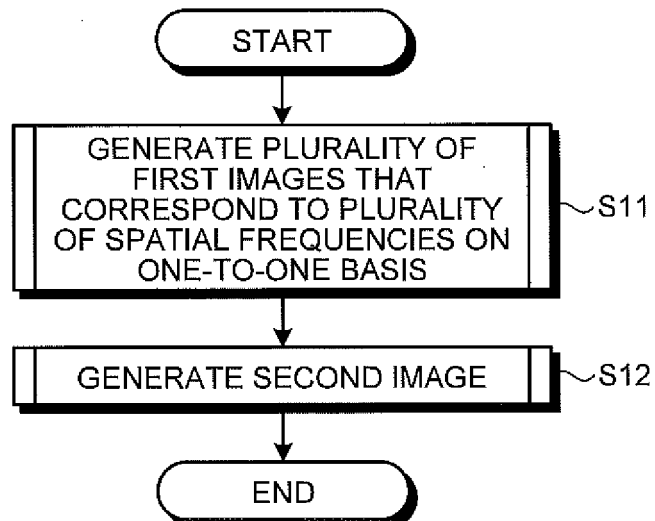 START
GENERATE PLURALITY OF
FIRST IMAGES THAT
CORRESPOND TO PLURALITY
OF SPATIAL FREQUENCIES ON
ONE-TO-ONE BASIS
S11
GENERATE SECOND IMAGE
S12
END